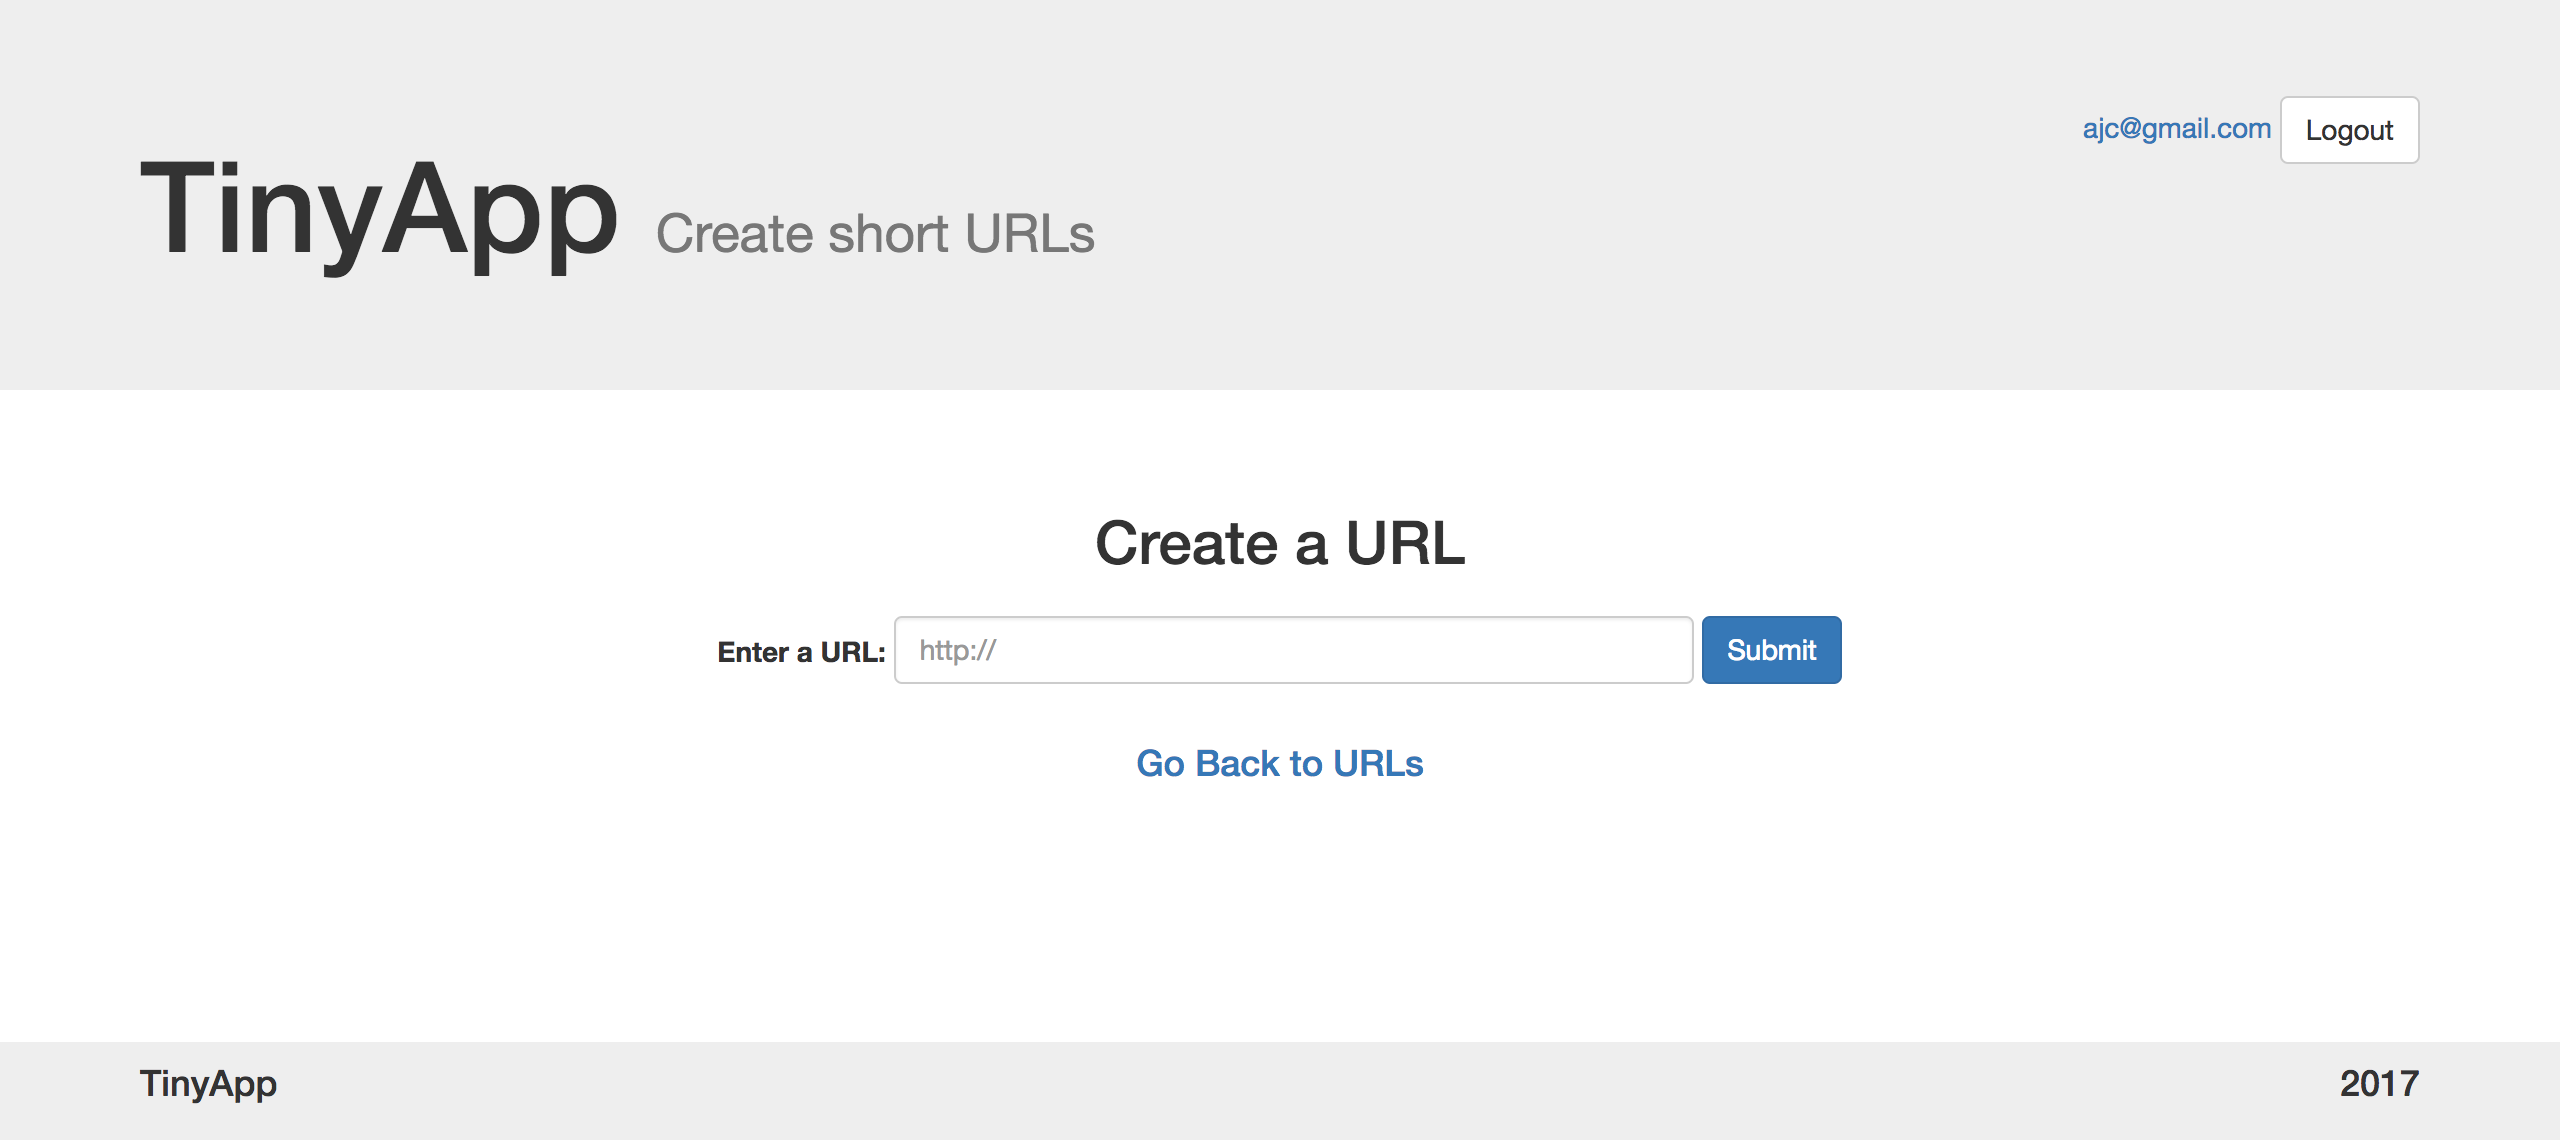 ajc@gmail.com Logout
TinyApp Create short URLs
Create a URL
Enter a URL: http:// Submit
Go Back to URLs
TinyApp 2017